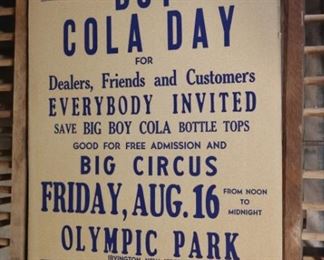 COLA DAY
FOR
Dealers, Friends and Customers
EVERYBODY INVITED
SAVE BIG BOY COLA BOTTLE TOPS
GOOD FOR FREE ADMISSION AND
BIG CIRCUS
FRIDAY, AUG. 16 FROM NOON TO MIDNIGHT
OLYMPIC PARK